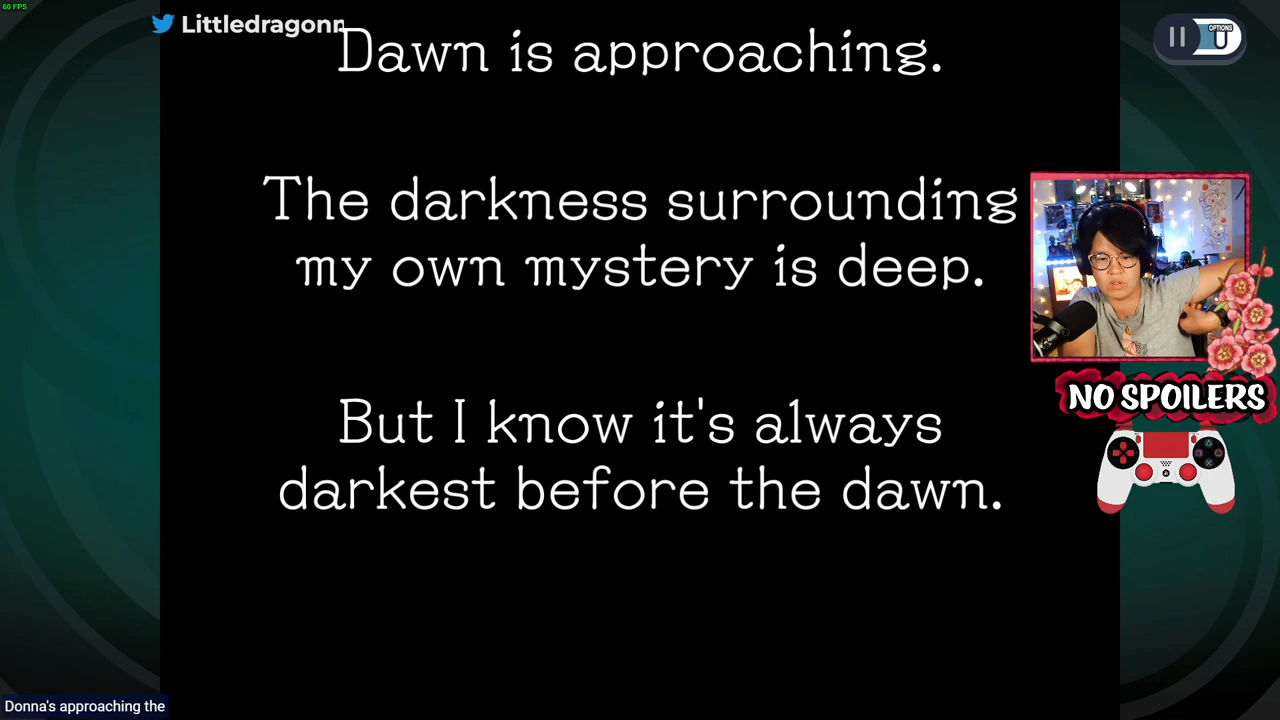 60 FPS
Littledragonn
Dawn is approaching.
OPTIONS
The darkness surrounding
my own mystery is deep.
But I know it's always
darkest before the dawn.
NO SPOILERS
Donna's approaching the